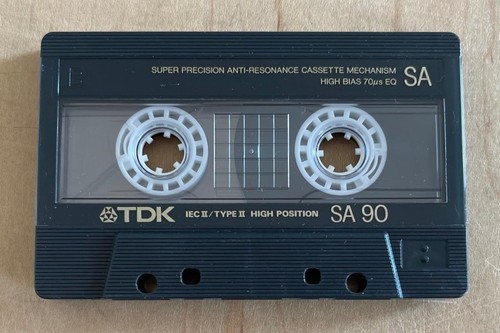 SUPER PRECISION ANTI-RESONANCE CASSETTE MECHANISM SA
HIGH BIAS 70μs EQ
TDK IEC II/TYPE II HIGH POSITION SA 90